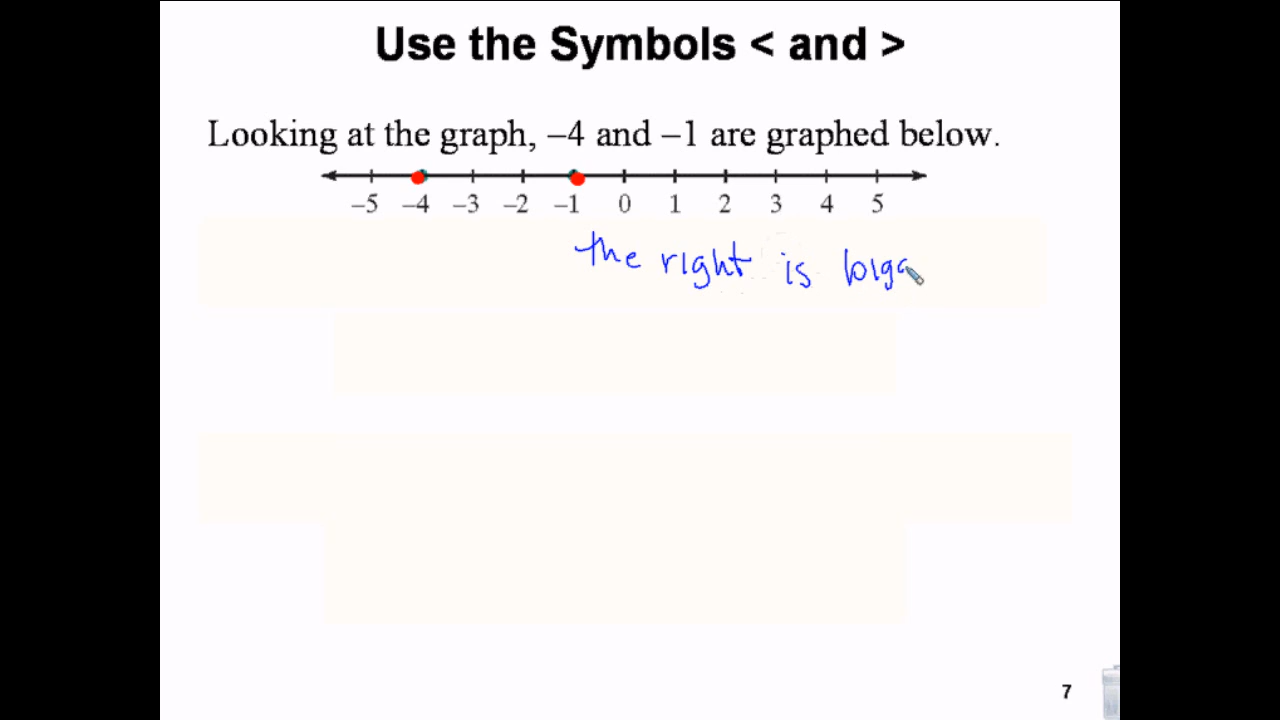 Use the Symbols < and >
Looking at the graph, –4 and –1 are graphed below.
–5 –4 –3 –2 –1 0 1 2 3 4 5
the right is
7